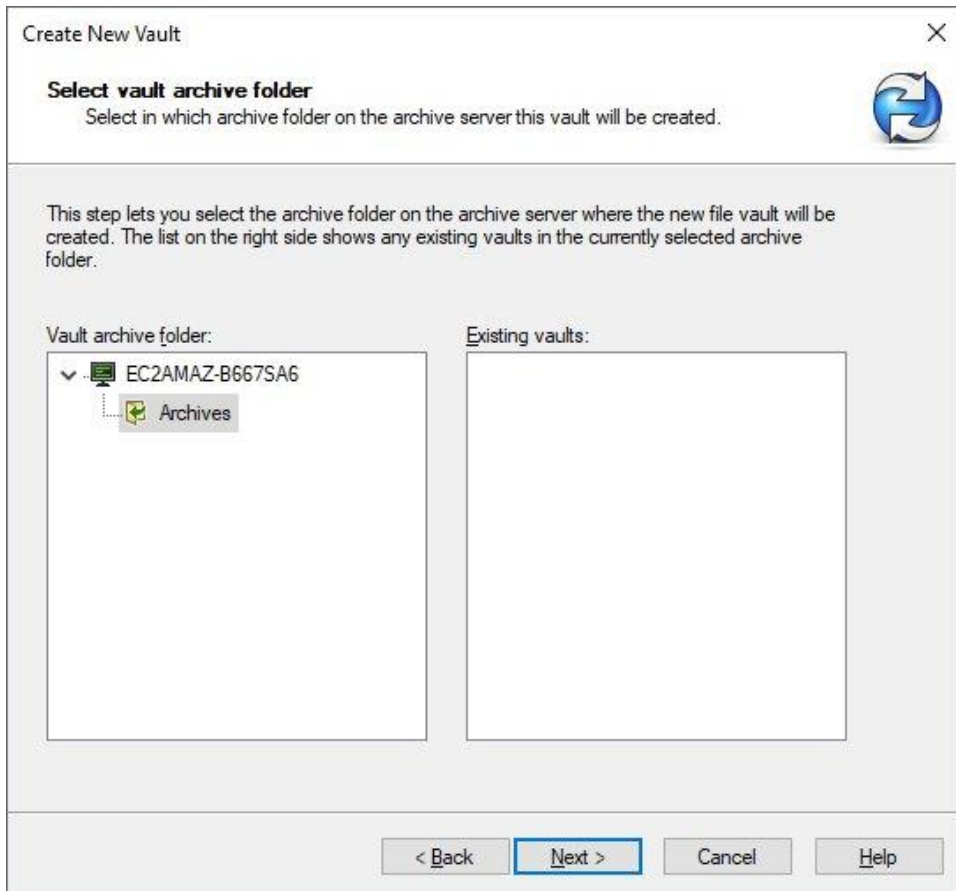 Create New Vault
Select vault archive folder
Select in which archive folder on the archive server this vault will be created.
This step lets you select the archive folder on the archive server where the new file vault will be
created. The list on the right side shows any existing vaults in the currently selected archive
folder.
Vault archive folder:
Existing vaults:
EC2AMAZ-B667SA6
Archives
< Back
Next >
Cancel
Help